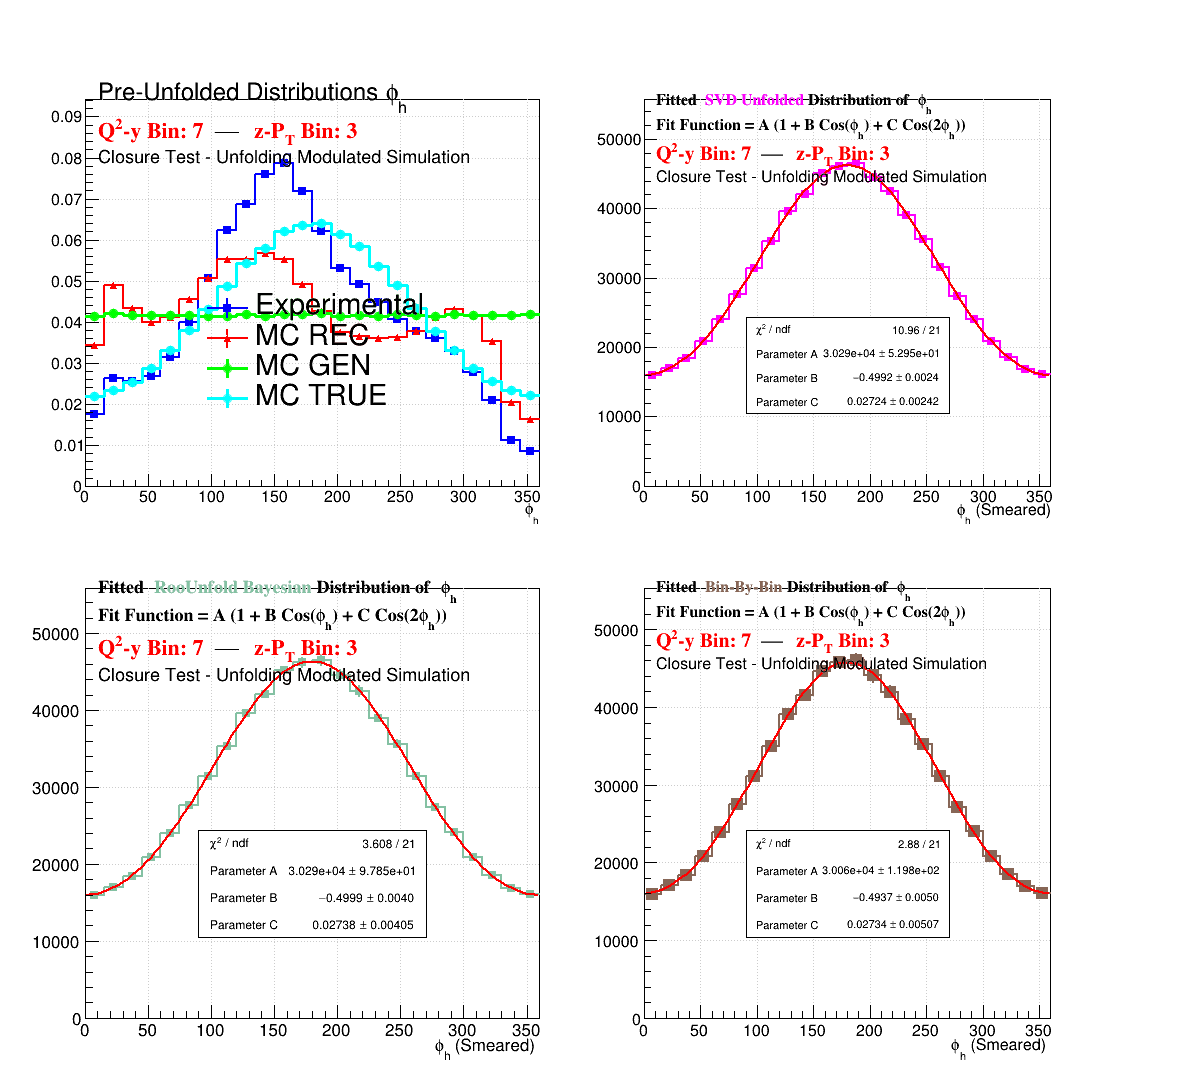 Pre-Unfolded Distributions ϕh
Q²-y Bin: 7 — z-PT Bin: 3
Closure Test - Unfolding Modulated Simulation
0.09
0.08
0.07
0.06
0.05
0.04
0.03
0.02
0.01
0
Experimental
MC REC
MC GEN
MC TRUE
0 50 100 150 200 250 300 350
ϕh
Fitted SVD Unfolded Distribution of ϕh
Fit Function = A (1 + B Cos(ϕh) + C Cos(2ϕh))
Q²-y Bin: 7 — z-PT Bin: 3
Closure Test - Unfolding Modulated Simulation
50000
40000
30000
20000
10000
0
χ² / ndf 10.96 / 21
Parameter A 3.029e+04 ± 5.295e+01
Parameter B −0.4992 ± 0.0024
Parameter C 0.02724 ± 0.00242
0 50 100 150 200 250 300 350
ϕh (Smeared)
Fitted RooUnfold Bayesian Distribution of ϕh
Fit Function = A (1 + B Cos(ϕh) + C Cos(2ϕh))
Q²-y Bin: 7 — z-PT Bin: 3
Closure Test - Unfolding Modulated Simulation
50000
40000
30000
20000
10000
0
χ² / ndf 3.608 / 21
Parameter A 3.029e+04 ± 9.785e+01
Parameter B −0.4999 ± 0.0040
Parameter C 0.02738 ± 0.00405
0 50 100 150 200 250 300 350
ϕh (Smeared)
Fitted Bin-By-Bin Distribution of ϕh
Fit Function = A (1 + B Cos(ϕh) + C Cos(2ϕh))
Q²-y Bin: 7 — z-PT Bin: 3
Closure Test - Unfolding Modulated Simulation
50000
40000
30000
20000
10000
0
χ² / ndf 2.88 / 21
Parameter A 3.006e+04 ± 1.198e+02
Parameter B −0.4937 ± 0.0050
Parameter C 0.02734 ± 0.00507
0 50 100 150 200 250 300 350
ϕh (Smeared)